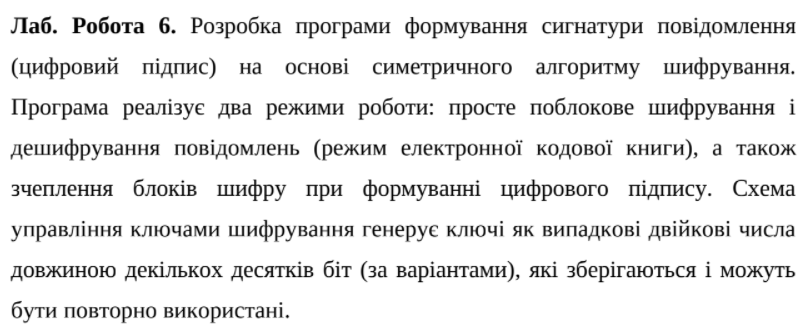 Лаб. Робота 6. Розробка програми формування сигнатури повідомлення
(цифровий підпис) на основі симетричного алгоритму шифрування.
Програма реалізує два режими роботи: просте поблокове шифрування і
дешифрування повідомлень (режим електронної кодової книги), а також
зчеплення блоків шифру при формуванні цифрового підпису. Схема
управління ключами шифрування генерує ключі як випадкові двійкові числа
довжиною декількох десятків біт (за варіантами), які зберігаються і можуть
бути повторно використані.